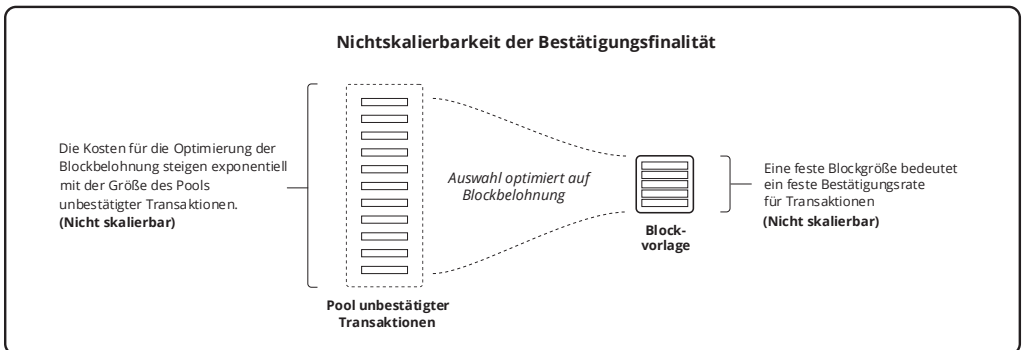 Nichtskalierbarkeit der Bestätigungsfinalität
Die Kosten für die Optimierung der
Blockbelohnung steigen exponentiell
mit der Größe des Pools
unbestätigter Transaktionen.
(Nicht skalierbar)
Auswahl optimiert auf
Blockbelohnung
Pool unbestätigter
Transaktionen
Block-
vorlage
Eine feste Blockgröße bedeutet
ein feste Bestätigungsrate
für Transaktionen
(Nicht skalierbar)